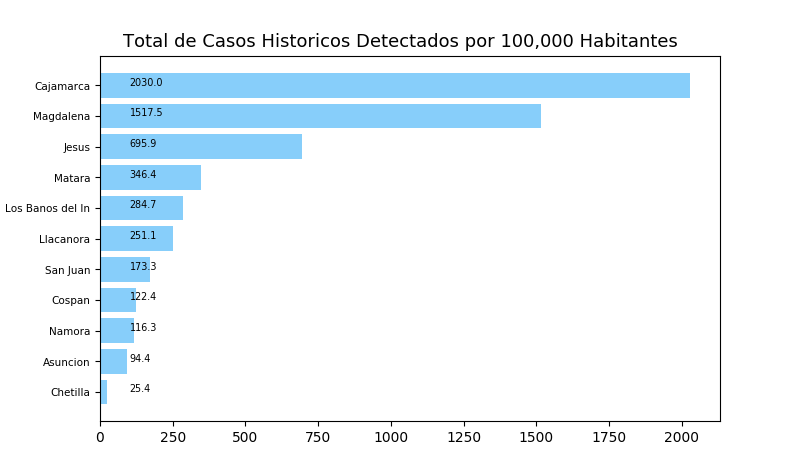 Total de Casos Historicos Detectados por 100,000 Habitantes
Cajamarca 2030.0
Magdalena 1517.5
Jesus 695.9
Matara 346.4
Los Banos del In 284.7
Llacanora 251.1
San Juan 173.3
Cospan 122.4
Namora 116.3
Asuncion 94.4
Chetilla 25.4
0 250 500 750 1000 1250 1500 1750 2000